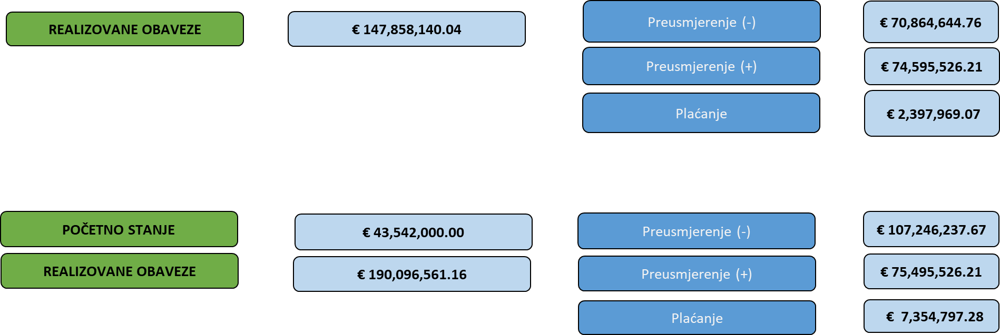 REALIZOVANE OBAVEZE
€ 147,858,140.04
Preusmjerenje (-)
€ 70,864,644.76
Preusmjerenje (+)
€ 74,595,526.21
Plaćanje
€ 2,397,969.07
POČETNO STANJE
€ 43,542,000.00
Preusmjerenje (-)
€ 107,246,237.67
REALIZOVANE OBAVEZE
€ 190,096,561.16
Preusmjerenje (+)
€ 75,495,526.21
Plaćanje
€ 7,354,797.28